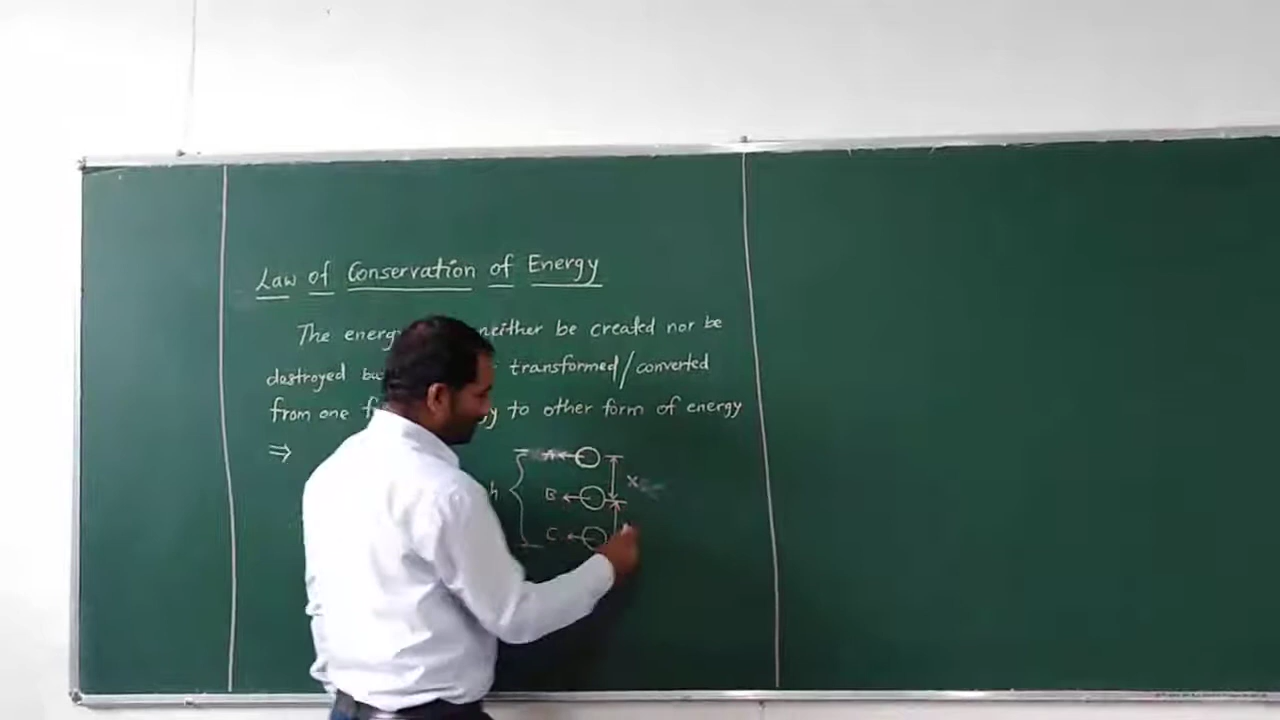 Law of Conservation of Energy
The energy neither be created nor be
dastroyed transformed/converted
from one to other form of energy
⇒
A
h B x
C